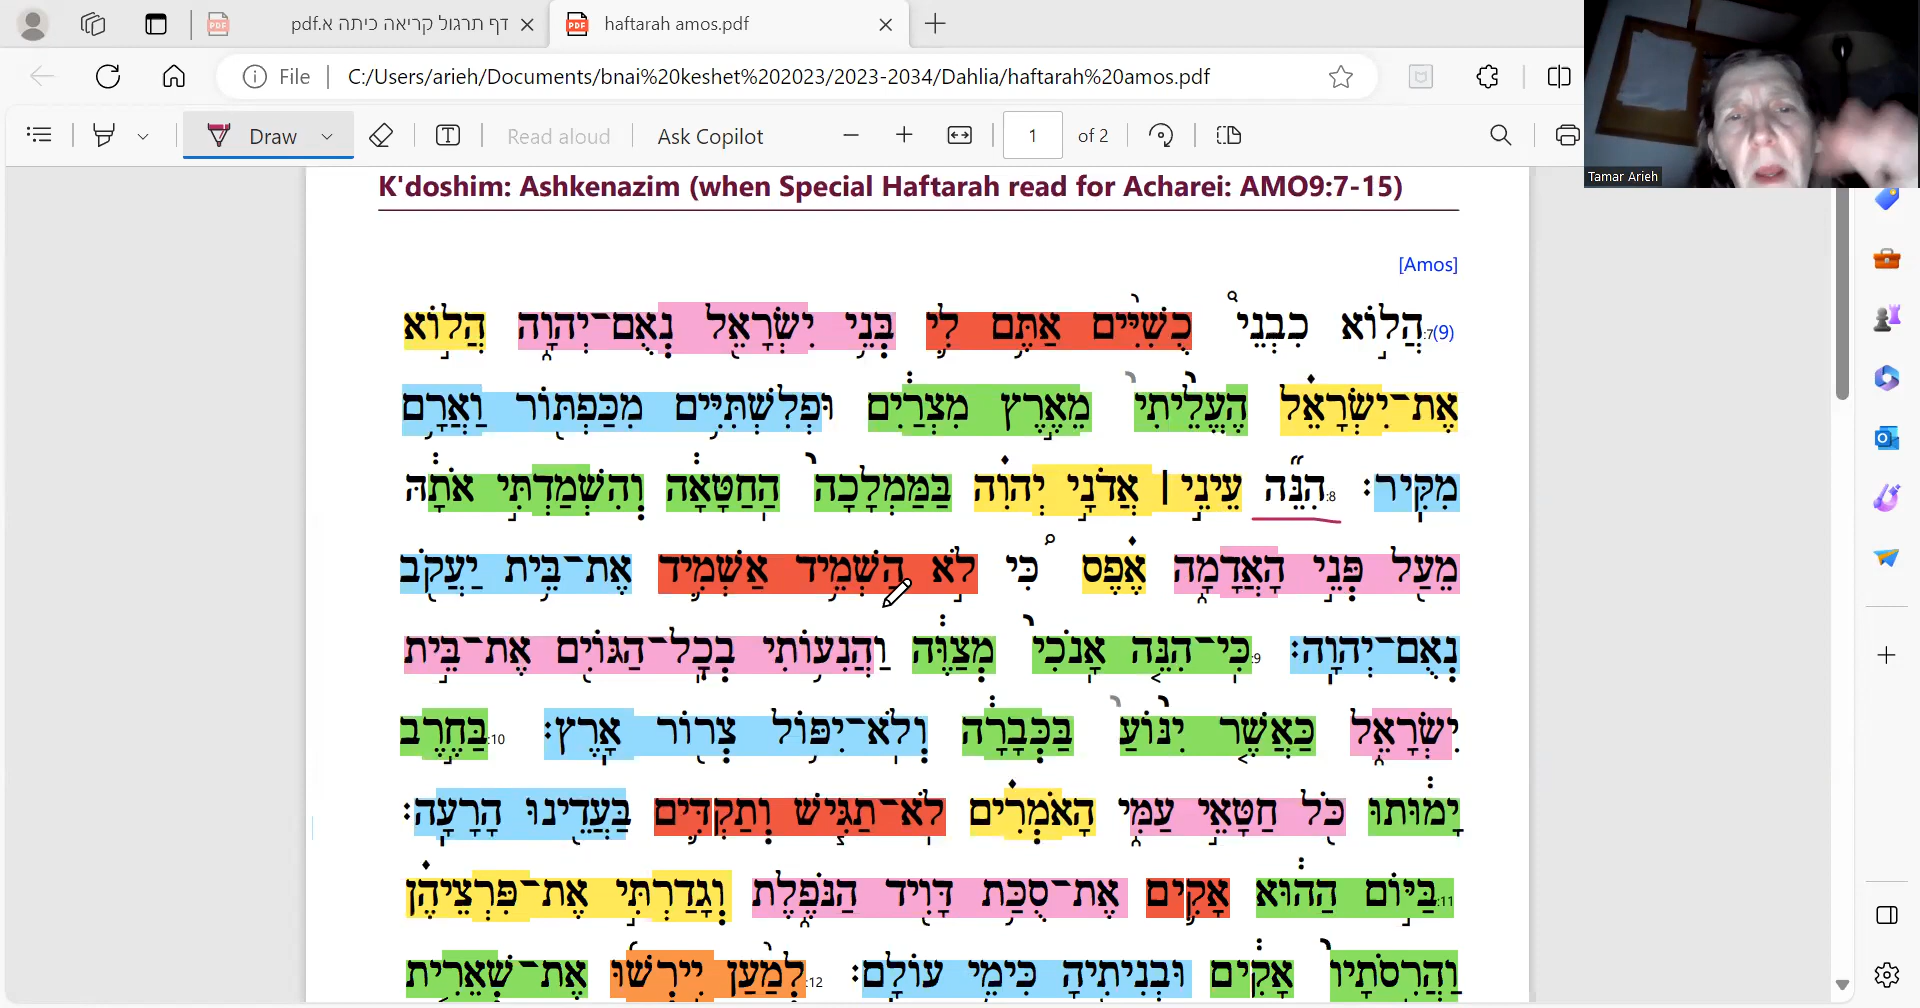 דף תרגול קריאה כיתה א.pdf
haftarah amos.pdf
File
C:/Users/arieh/Documents/bnai%20keshet%202023/2023-2034/Dahlia/haftarah%20amos.pdf
Draw
Read aloud
Ask Copilot
1
of 2
Tamar Arieh
K'doshim: Ashkenazim (when Special Haftarah read for Acharei: AMO9:7-15)
[Amos]
(9) 7: הֲל֣וֹא כִבְנֵי֩ כֻשִׁיִּ֨ים אַתֶּ֥ם לִ֛י בְּנֵ֥י יִשְׂרָאֵ֖ל נְאֻם־יְהוָ֑ה הֲל֣וֹא
אֶת־יִשְׂרָאֵ֗ל הֶעֱלֵ֙יתִי֙ מֵאֶ֣רֶץ מִצְרַ֔יִם וּפְלִשְׁתִּיִּ֥ים מִכַּפְתּ֖וֹר וַאֲרָ֥ם
מִקִּֽיר׃ 8: הִנֵּ֞ה עֵינֵ֣י ׀ אֲדֹנָ֣י יְהוִ֗ה בַּמַּמְלָכָה֙ הַֽחַטָּאָ֔ה וְהִשְׁמַדְתִּ֣י אֹתָ֔הּ
מֵעַ֖ל פְּנֵ֣י הָאֲדָמָ֑ה אֶ֗פֶס כִּ֠י לֹ֣א הַשְׁמֵ֥יד אַשְׁמִ֛יד אֶת־בֵּ֥ית יַעֲקֹ֖ב
נְאֻם־יְהוָֽה׃ 9: כִּֽי־הִנֵּ֤ה אָֽנֹכִי֙ מְצַוֶּ֔ה וַהֲנִע֥וֹתִי בְכָֽל־הַגּוֹיִ֖ם אֶת־בֵּ֣ית
יִשְׂרָאֵ֑ל כַּאֲשֶׁ֤ר יִנּ֙וֹעַ֙ בַּכְּבָרָ֔ה וְלֹֽא־יִפּ֥וֹל צְר֖וֹר אָֽרֶץ׃ 10: בַּחֶ֣רֶב
יָמ֔וּתוּ כֹּ֖ל חַטָּאֵ֣י עַמִּ֑י הָאֹמְרִ֗ים לֹֽא־תַגִּ֧ישׁ וְתַקְדִּ֛ים בַּעֲדֵ֖ינוּ הָרָעָֽה׃
11: בַּיּ֣וֹם הַה֔וּא אָקִ֛ים אֶת־סֻכַּ֥ת דָּוִ֖יד הַנֹּפֶ֑לֶת וְגָדַרְתִּ֣י אֶת־פִּרְצֵיהֶ֗ן
וַהֲרִֽסֹתָיו֙ אָקִ֔ים וּבְנִיתִ֖יהָ כִּימֵ֥י עוֹלָֽם׃ 12: לְמַ֨עַן יִֽירְשׁ֜וּ אֶת־שְׁאֵרִ֤ית